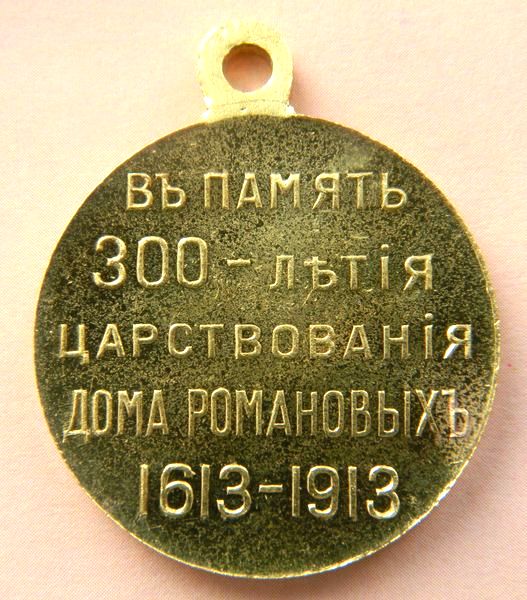 ВЪ ПАМЯТЬ
300-ЛѢТІЯ
ЦАРСТВОВАНІЯ
ДОМА РОМАНОВЫХЪ
1613-1913